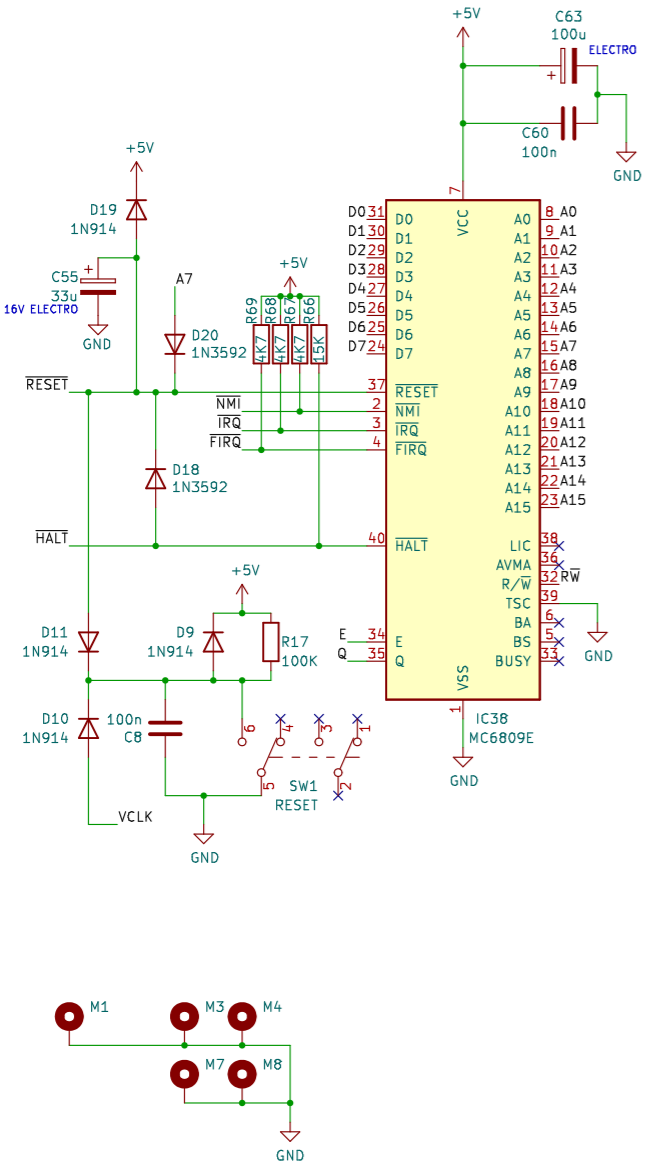 +5V
C63
100u
ELECTRO
+
C60
100n
GND
+5V
D19
1N914
+
C55
33u
16V ELECTRO
GND
A7
D20
1N3592
+5V
R69
R68
R67
R66
4K7
4K7
4K7
15K
RESET
NMI
IRQ
FIRQ
D18
1N3592
HALT
7
VCC
D0 31 D0
D1 30 D1
D2 29 D2
D3 28 D3
D4 27 D4
D5 26 D5
D6 25 D6
D7 24 D7
37 RESET
2 NMI
3 IRQ
4 FIRQ
40 HALT
E 34 E
Q 35 Q
A0 8 A0
A1 9 A1
A2 10 A2
A3 11 A3
A4 12 A4
A5 13 A5
A6 14 A6
A7 15 A7
A8 16 A8
A9 17 A9
A10 18 A10
A11 19 A11
A12 20 A12
A13 21 A13
A14 22 A14
A15 23 A15
LIC 38
AVMA 36
R/W 32 RW
TSC 39
BA 6
BS 5
BUSY 33
GND
VSS
1
IC38
MC6809E
GND
+5V
D11
1N914
D9
1N914
R17
100K
D10
1N914
100n
C8
6
4
3
1
5
2
SW1
RESET
VCLK
GND
M1
M3
M4
M7
M8
GND